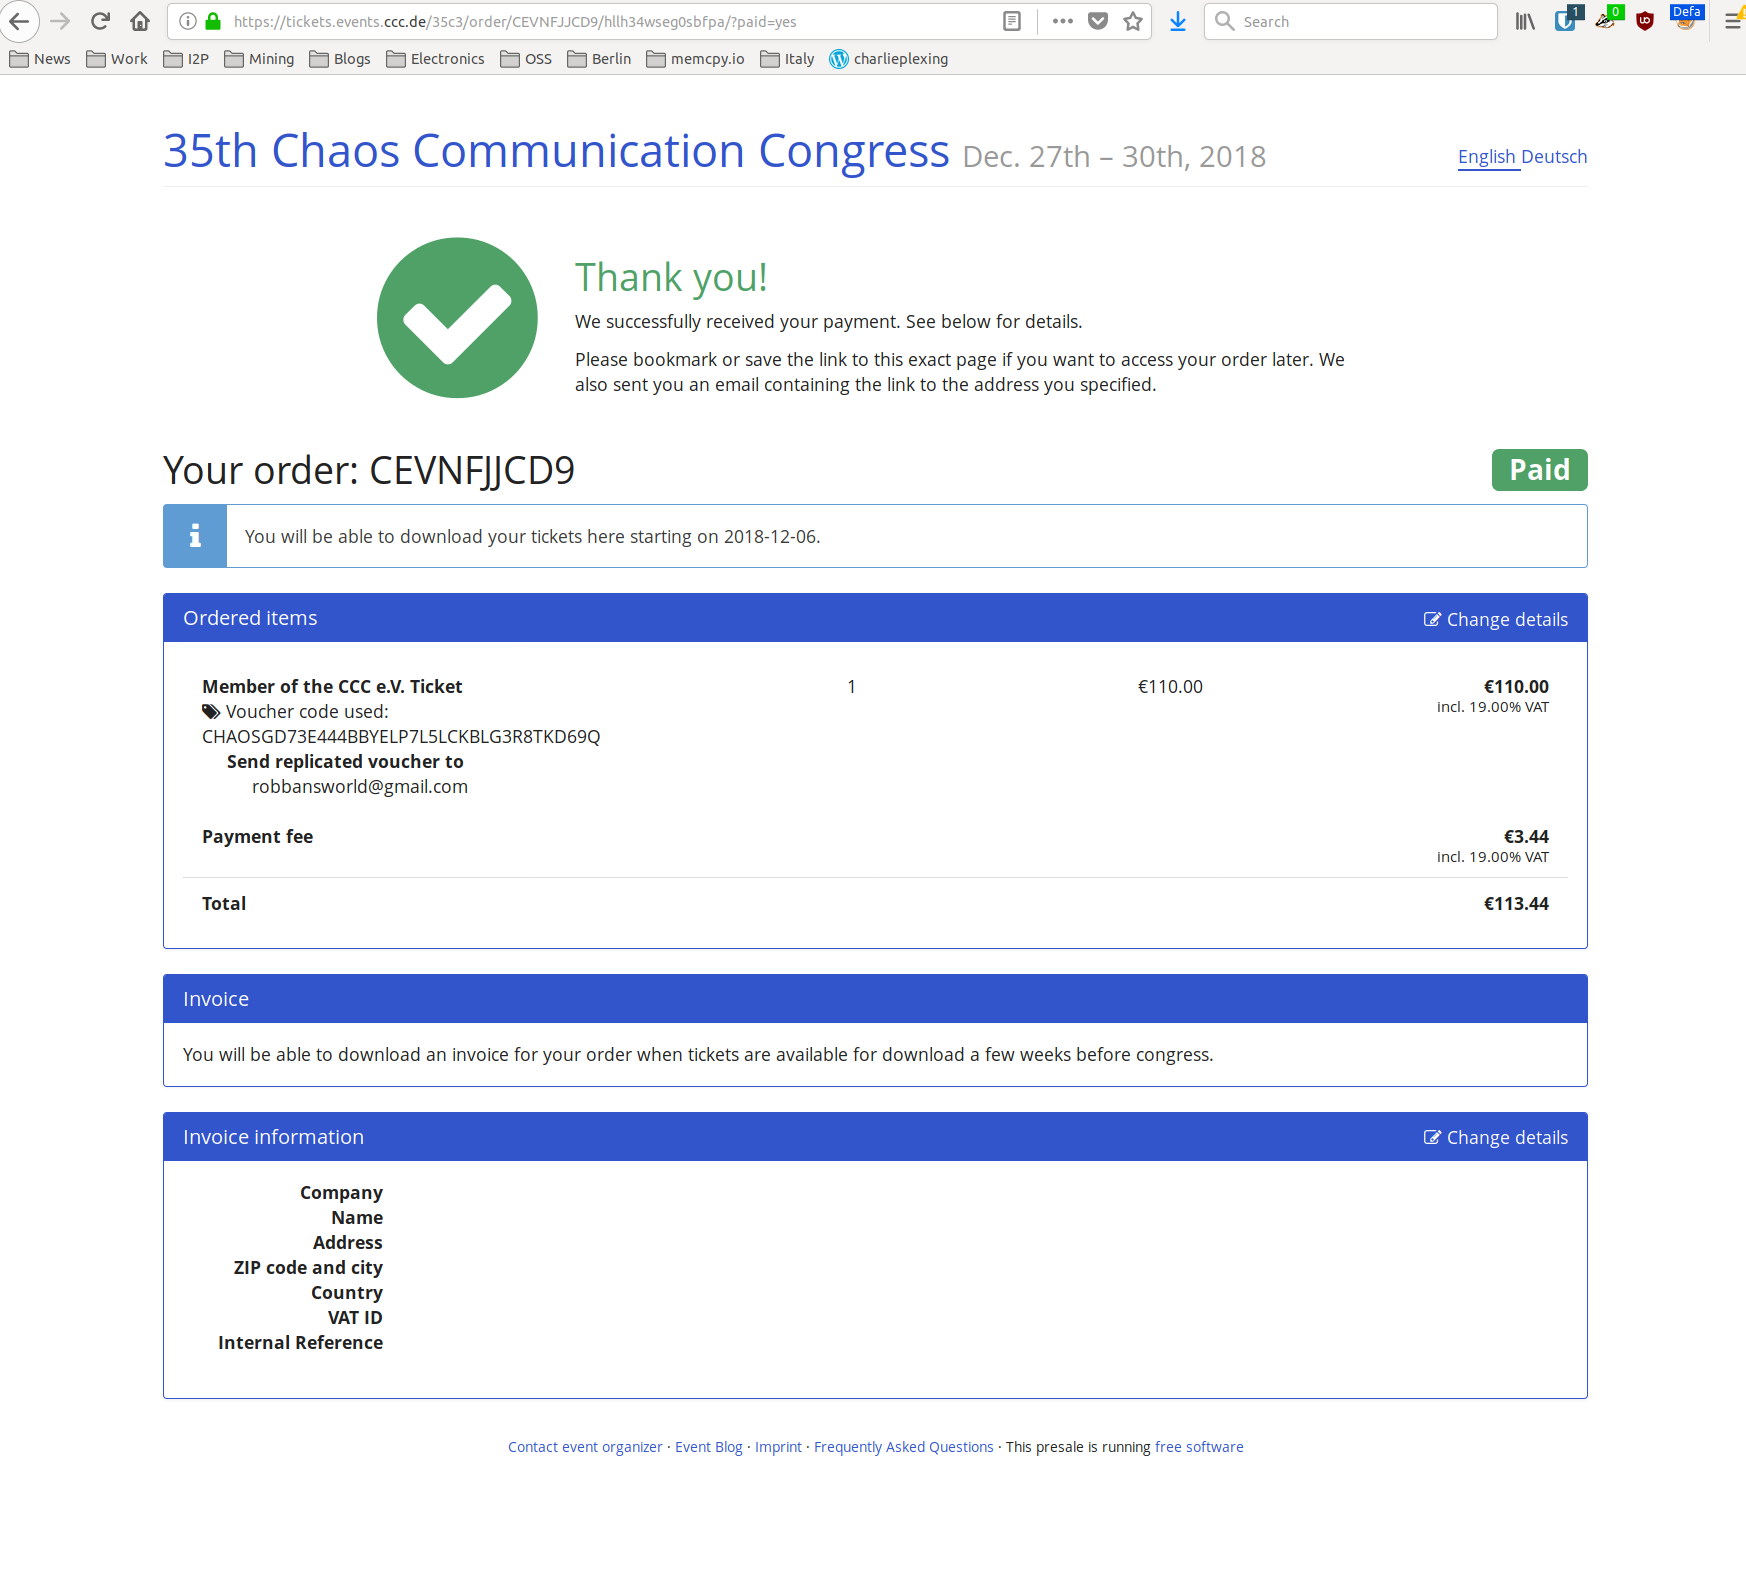 https://tickets.events.ccc.de/35c3/order/CEVNFJJCD9/hllh34wseg0sbfpa/?paid=yes
Search
1
0
Defa
News
Work
I2P
Mining
Blogs
Electronics
OSS
Berlin
memcpy.io
Italy
charlieplexing
35th Chaos Communication Congress Dec. 27th – 30th, 2018
English Deutsch
Thank you!
We successfully received your payment. See below for details.
Please bookmark or save the link to this exact page if you want to access your order later. We
also sent you an email containing the link to the address you specified.
Your order: CEVNFJJCD9
Paid
You will be able to download your tickets here starting on 2018-12-06.
Ordered items
Change details
Member of the CCC e.V. Ticket 1 €110.00 €110.00
incl. 19.00% VAT
Voucher code used:
CHAOSGD73E444BBYELP7L5LCKBLG3R8TKD69Q
Send replicated voucher to
robbansworld@gmail.com
Payment fee €3.44
incl. 19.00% VAT
Total €113.44
Invoice
You will be able to download an invoice for your order when tickets are available for download a few weeks before congress.
Invoice information
Change details
Company
Name
Address
ZIP code and city
Country
VAT ID
Internal Reference
Contact event organizer · Event Blog · Imprint · Frequently Asked Questions · This presale is running free software